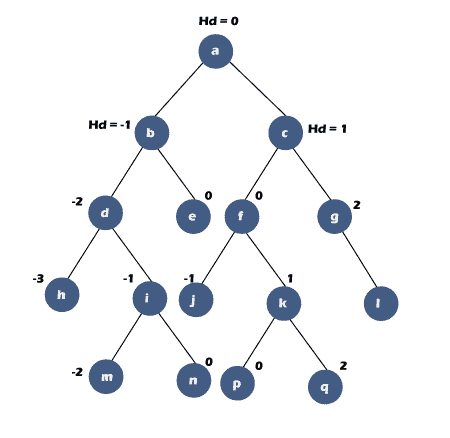 Hd = 0
a
Hd = -1 b c Hd = 1
-2 d e 0 f 0 g 2
-3 h -1 i -1 j 1 k l
-2 m n 0 p 0 q 2